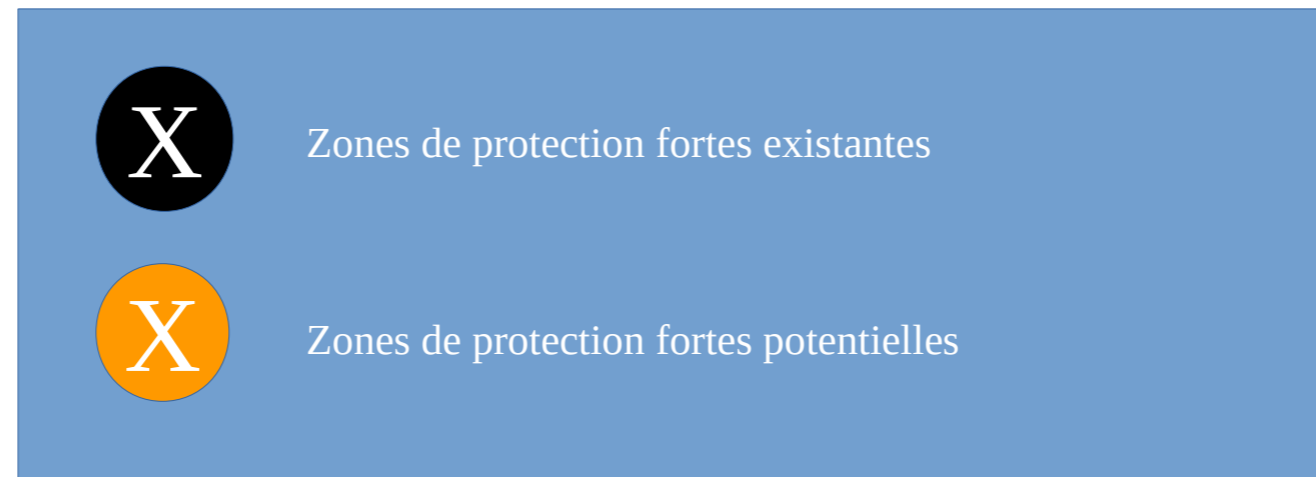 X
Zones de protection fortes existantes
X
Zones de protection fortes potentielles